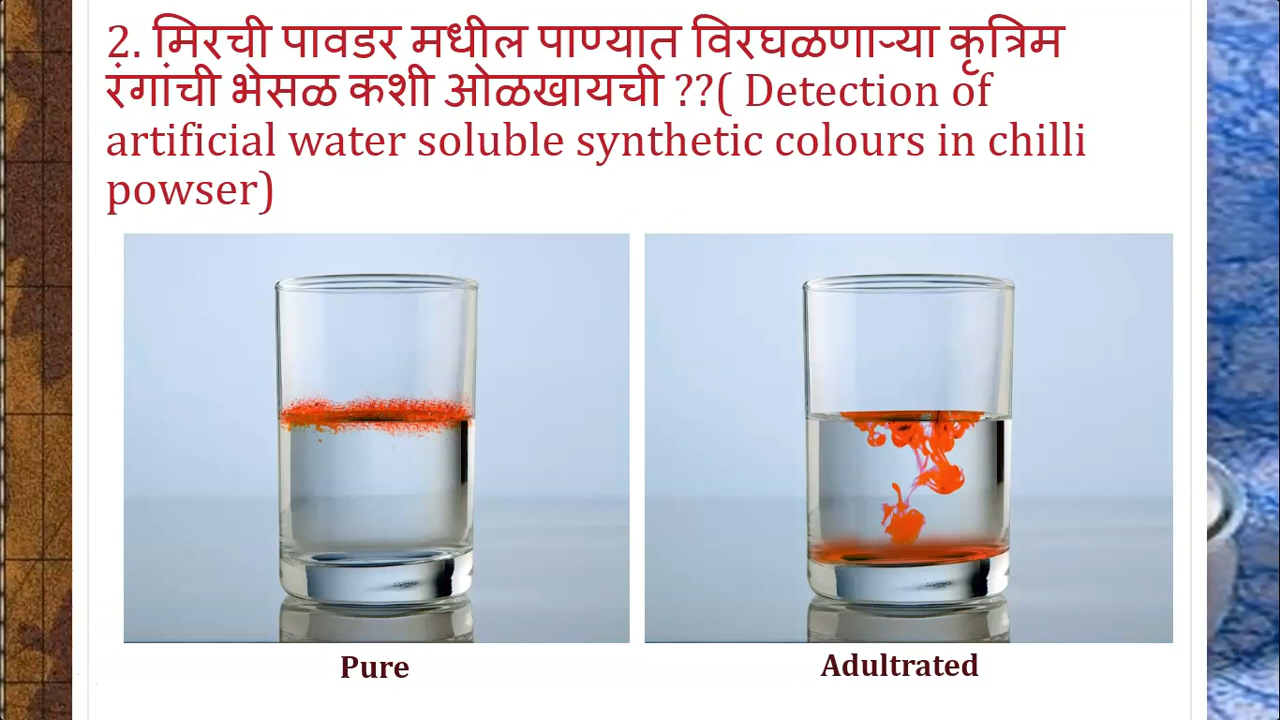 2. मिरची पावडर मधील पाण्यात विरघळणाऱ्या कृत्रिम
रंगांची भेसळ कशी ओळखायची ??( Detection of
artificial water soluble synthetic colours in chilli
powser)
Pure
Adultrated